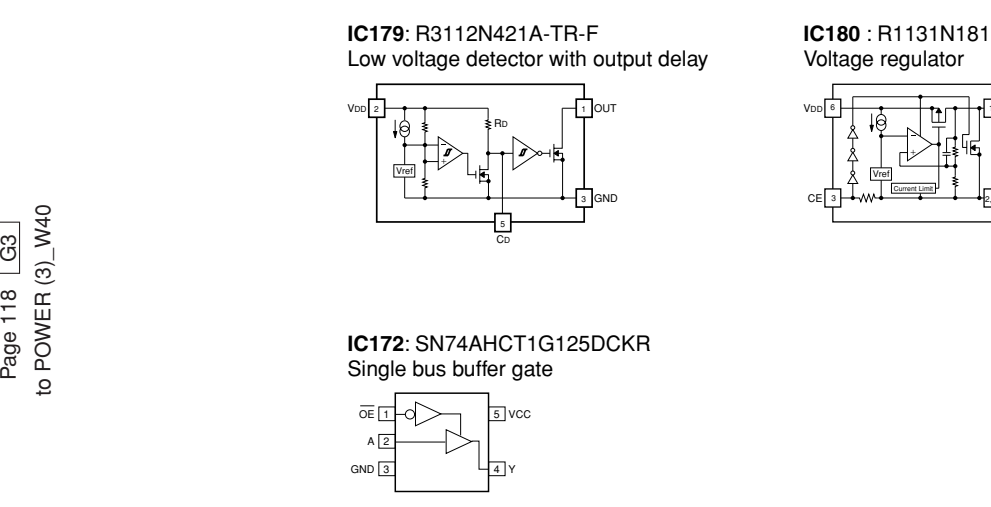 Page 118 G3
to POWER (3)_W40
IC179: R3112N421A-TR-F
Low voltage detector with output delay
VDD 2
1 OUT
RD
Vref
3 GND
5
CD
IC180 : R1131N181
Voltage regulator
VDD 6
1
Vref
Current Limit
CE 3
2,
IC172: SN74AHCT1G125DCKR
Single bus buffer gate
OE 1
5 VCC
A 2
GND 3
4 Y